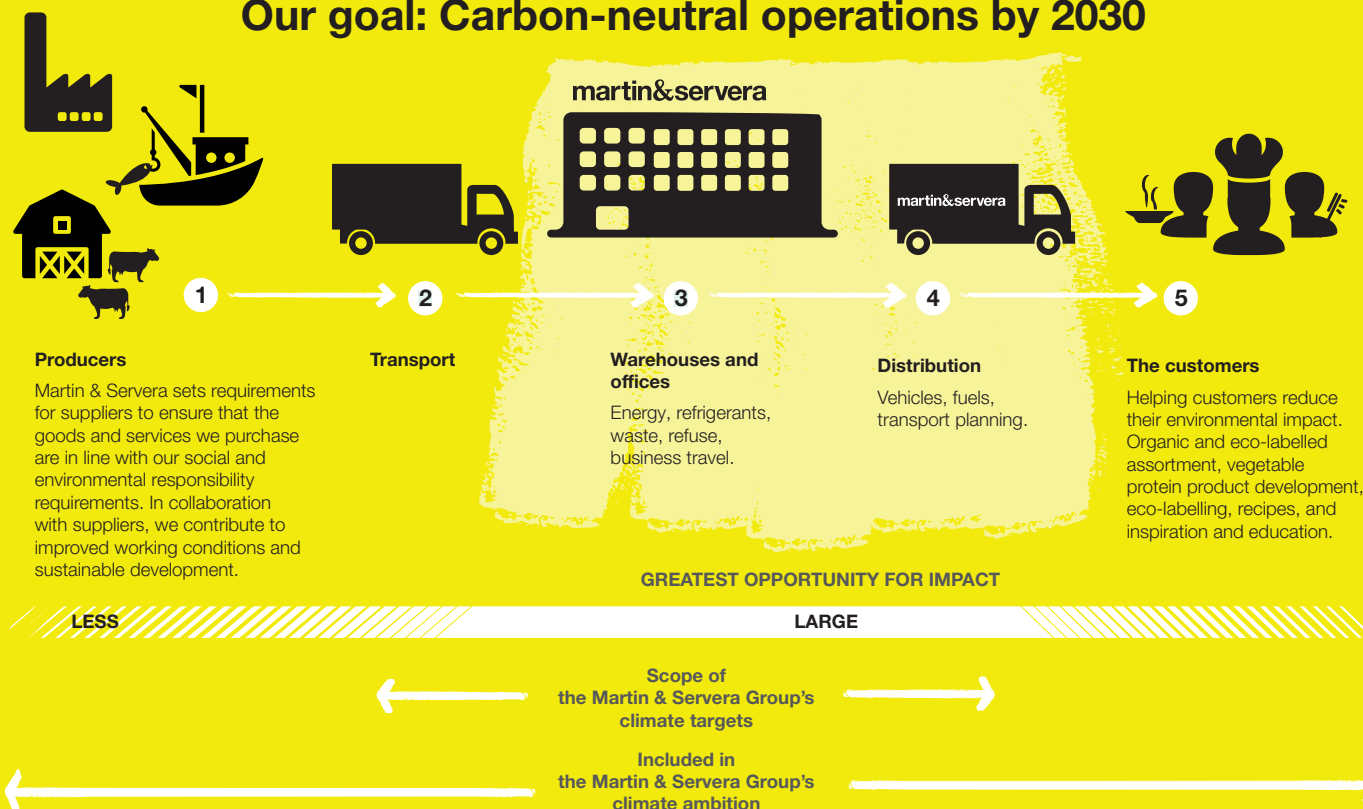 Our goal: Carbon-neutral operations by 2030
martin&servera
martin&servera
1
2
3
4
5
Producers
Martin & Servera sets requirements
for suppliers to ensure that the
goods and services we purchase
are in line with our social and
environmental responsibility
requirements. In collaboration
with suppliers, we contribute to
improved working conditions and
sustainable development.
Transport
Warehouses and
offices
Energy, refrigerants,
waste, refuse,
business travel.
Distribution
Vehicles, fuels,
transport planning.
The customers
Helping customers reduce
their environmental impact.
Organic and eco-labelled
assortment, vegetable
protein product development,
eco-labelling, recipes, and
inspiration and education.
GREATEST OPPORTUNITY FOR IMPACT
LESS
LARGE
Scope of
the Martin & Servera Group’s
climate targets
Included in
the Martin & Servera Group’s
climate ambition